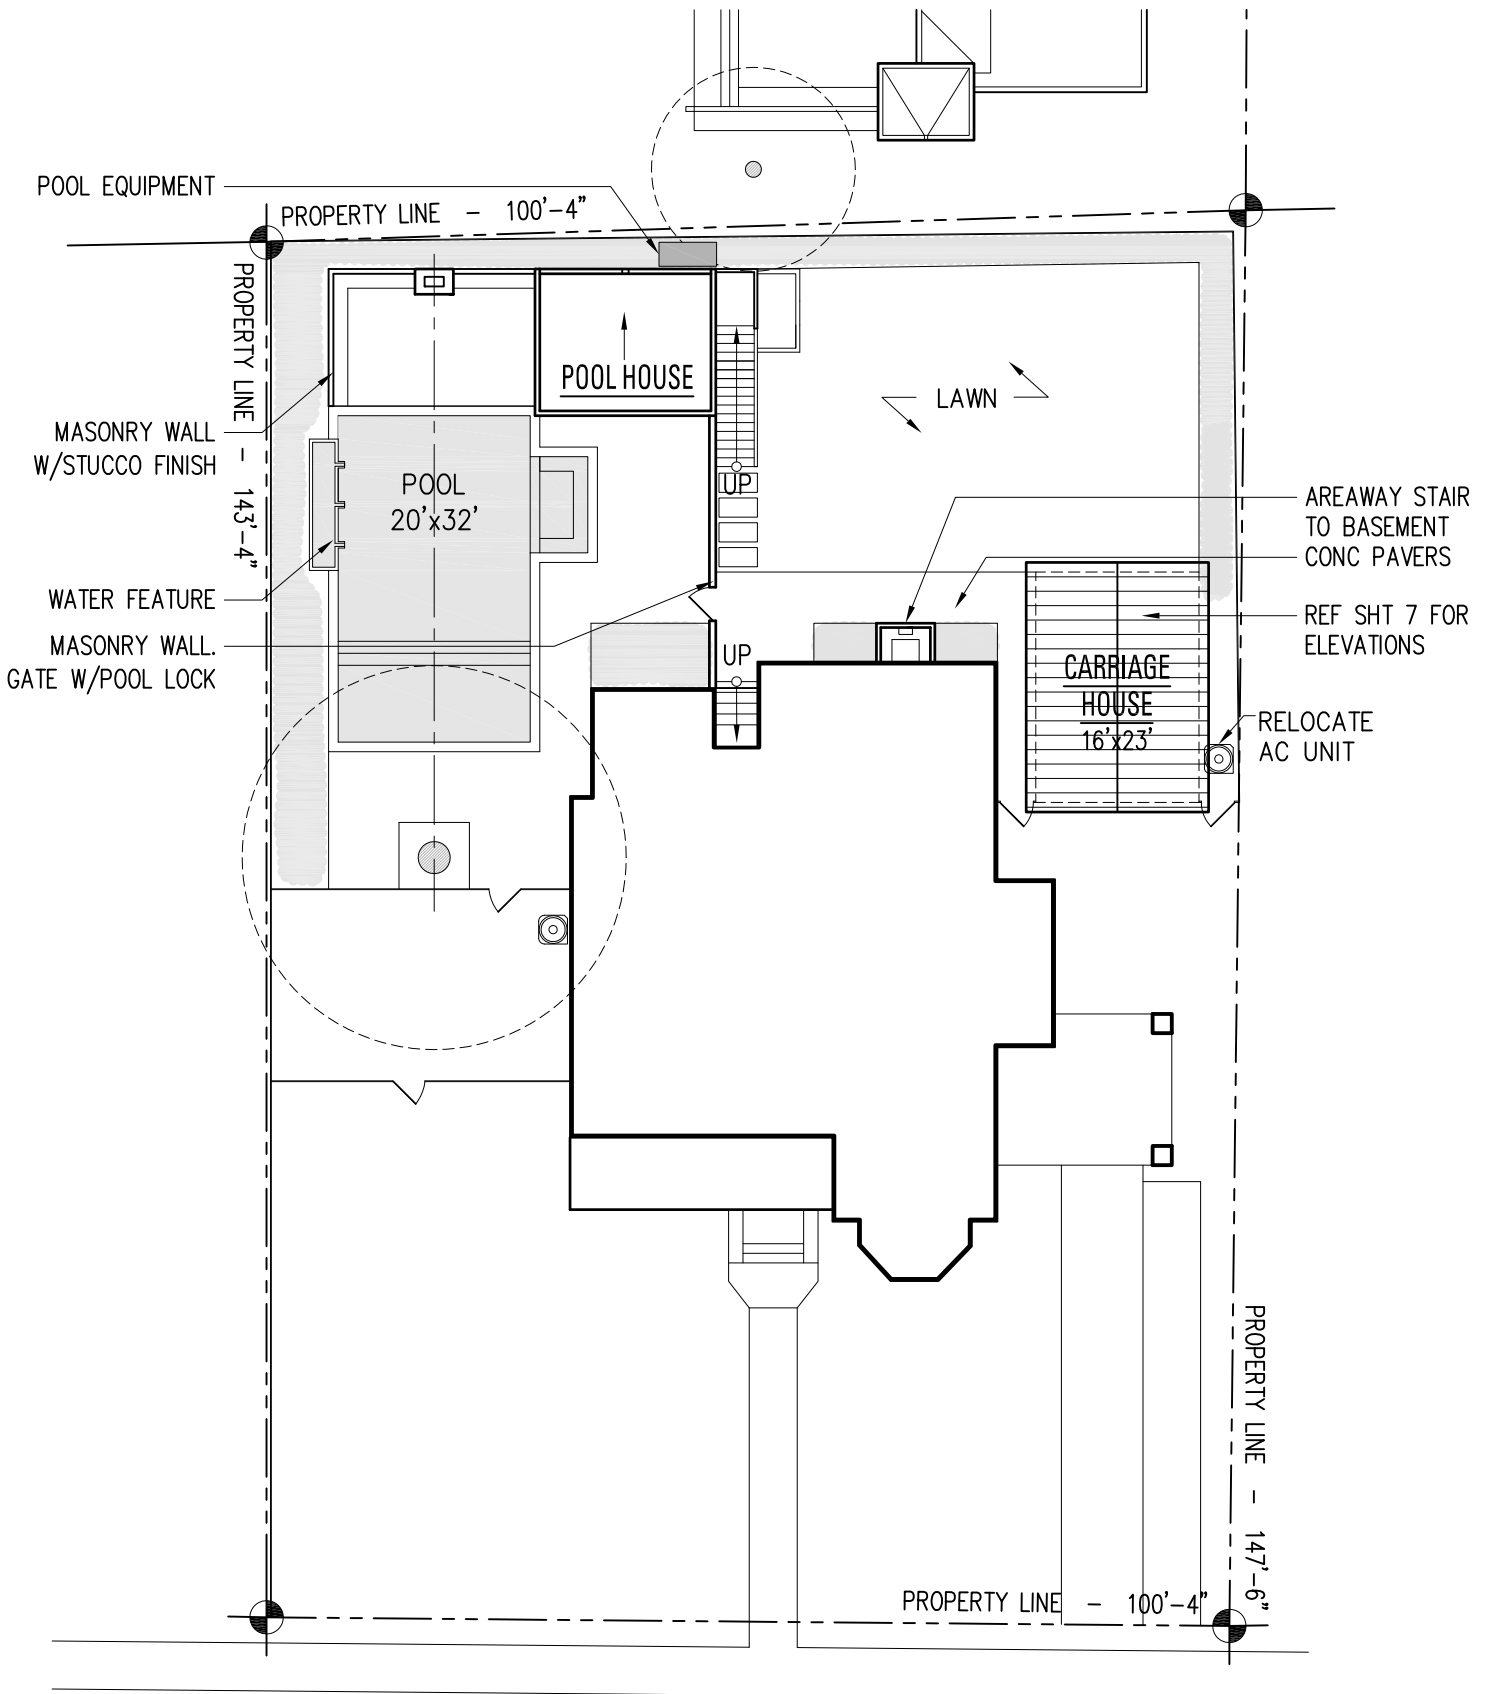 POOL EQUIPMENT
PROPERTY LINE - 100'-4"
PROPERTY LINE - 143'-4"
POOL HOUSE
LAWN
MASONRY WALL
W/STUCCO FINISH
POOL
20'x32'
UP
AREAWAY STAIR
TO BASEMENT
CONC PAVERS
WATER FEATURE
REF SHT 7 FOR
ELEVATIONS
MASONRY WALL.
GATE W/POOL LOCK
UP
CARRIAGE
HOUSE
16'x23'
RELOCATE
AC UNIT
PROPERTY LINE - 147'-6"
PROPERTY LINE - 100'-4"